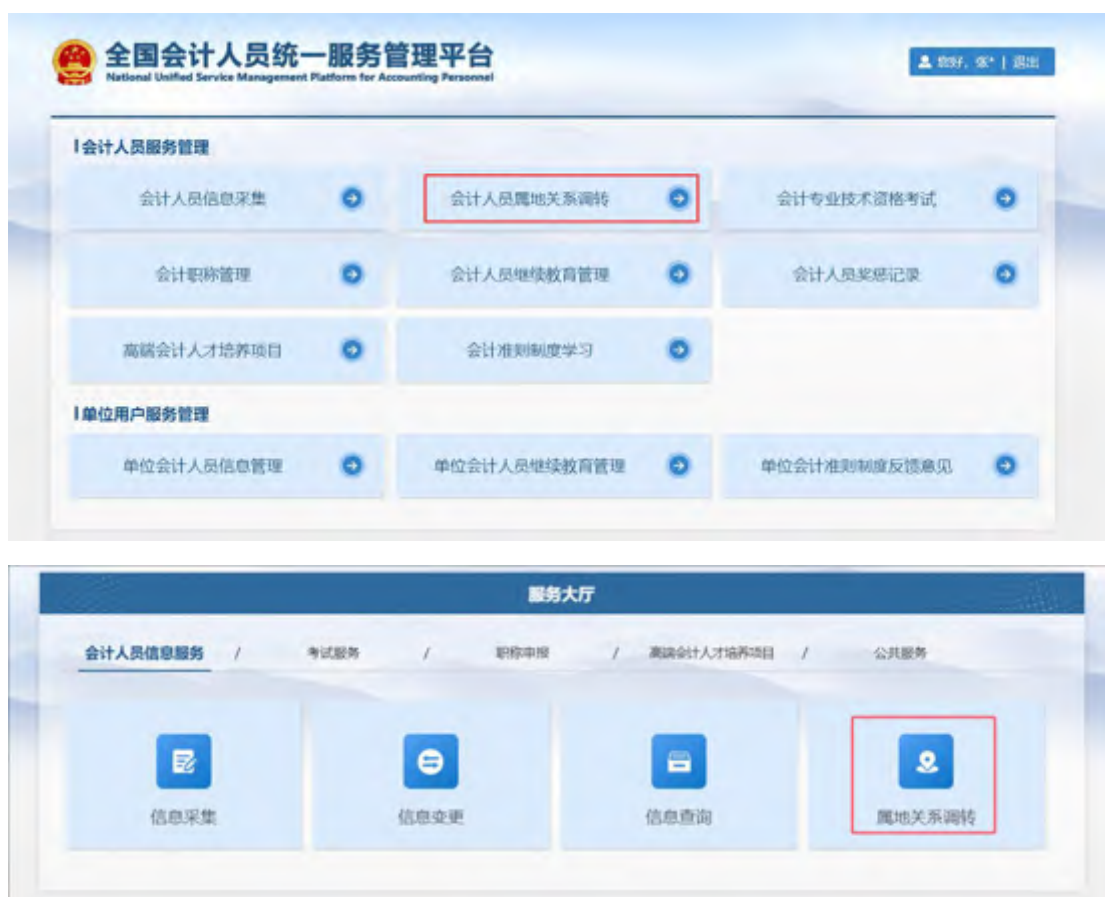 全国会计人员统一服务管理平台
National Unified Service Management Platform for Accounting Personnel
您好，张* | 退出
会计人员服务管理
会计人员信息采集
会计人员属地关系调转
会计专业技术资格考试
会计职称管理
会计人员继续教育管理
会计人员奖惩记录
高端会计人才培养项目
会计准则制度学习
单位用户服务管理
单位会计人员信息管理
单位会计人员继续教育管理
单位会计准则制度反馈意见
服务大厅
会计人员信息服务 / 考试服务 / 职称申报 / 高端会计人才培养项目 / 公共服务
信息采集
信息变更
信息查询
属地关系调转